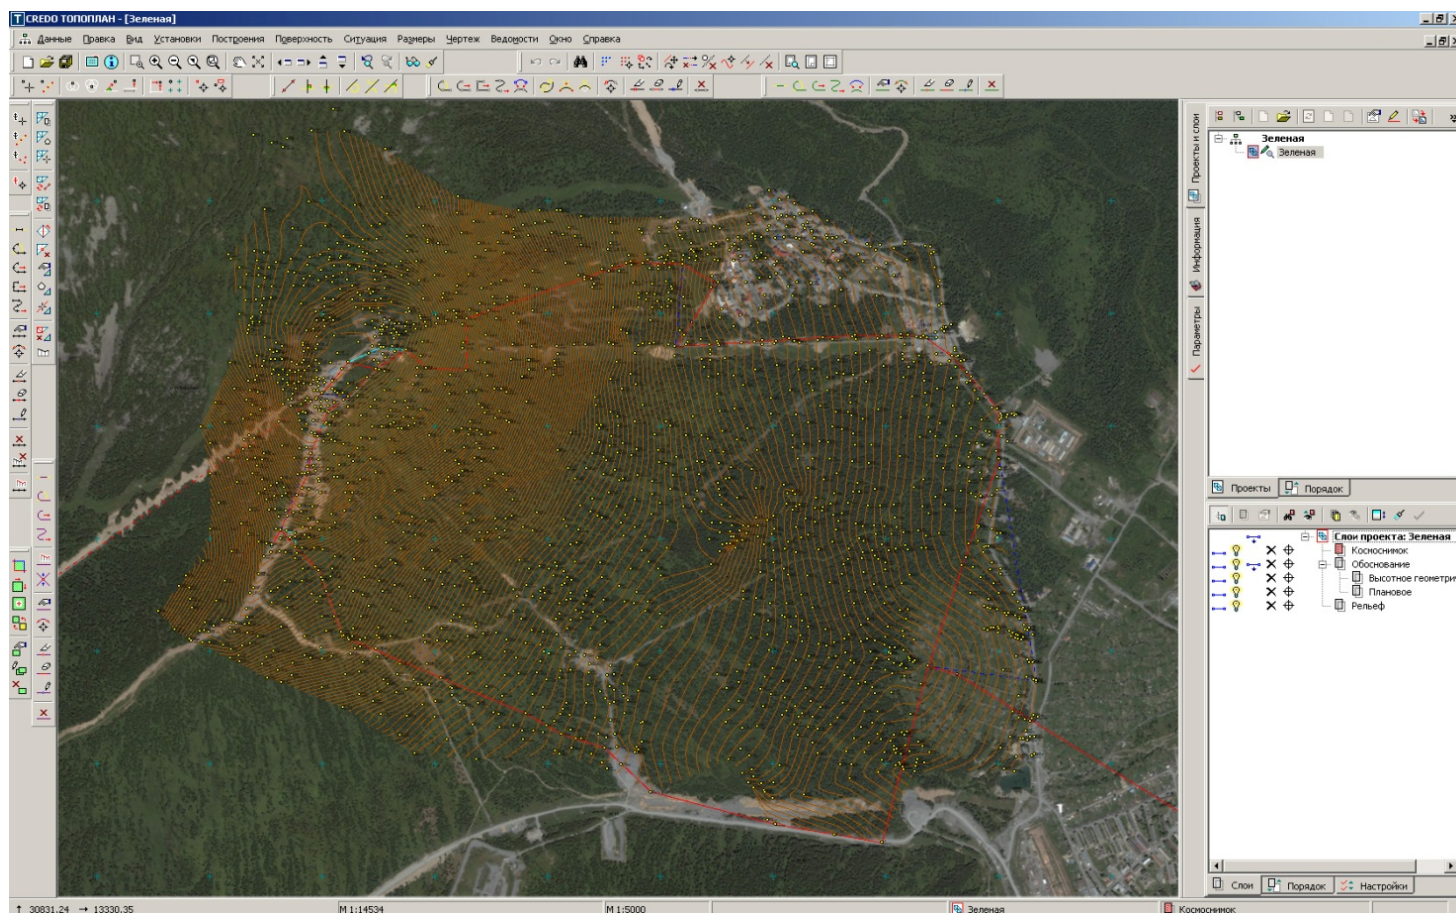 CREDO ТОПОПЛАН - [Зеленая]
Данные Правка Вид Установки Построения Поверхность Ситуация Размеры Чертеж Ведомости Окно Справка
Проекты и слои
Информация
Параметры
Зеленая
Зеленая
Проекты Порядок
Слои проекта: Зеленая
Космоснимок
Обоснование
Высотное геометри
Плановое
Рельеф
Слои Порядок Настройки
30831.24 → 13330.35 М 1:14534 М 1:5000 Зеленая Космоснимок